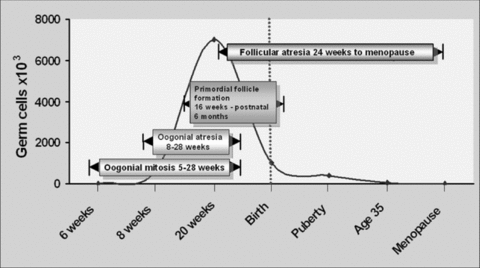 Germ cells x10³
8000
6000
4000
2000
0
Follicular atresia 24 weeks to menopause
Primordial follicle
formation
16 weeks - postnatal
6 months
Oogonial atresia
8-28 weeks
Oogonial mitosis 5-28 weeks
6 weeks
8 weeks
20 weeks
Birth
Puberty
Age 35
Menopause